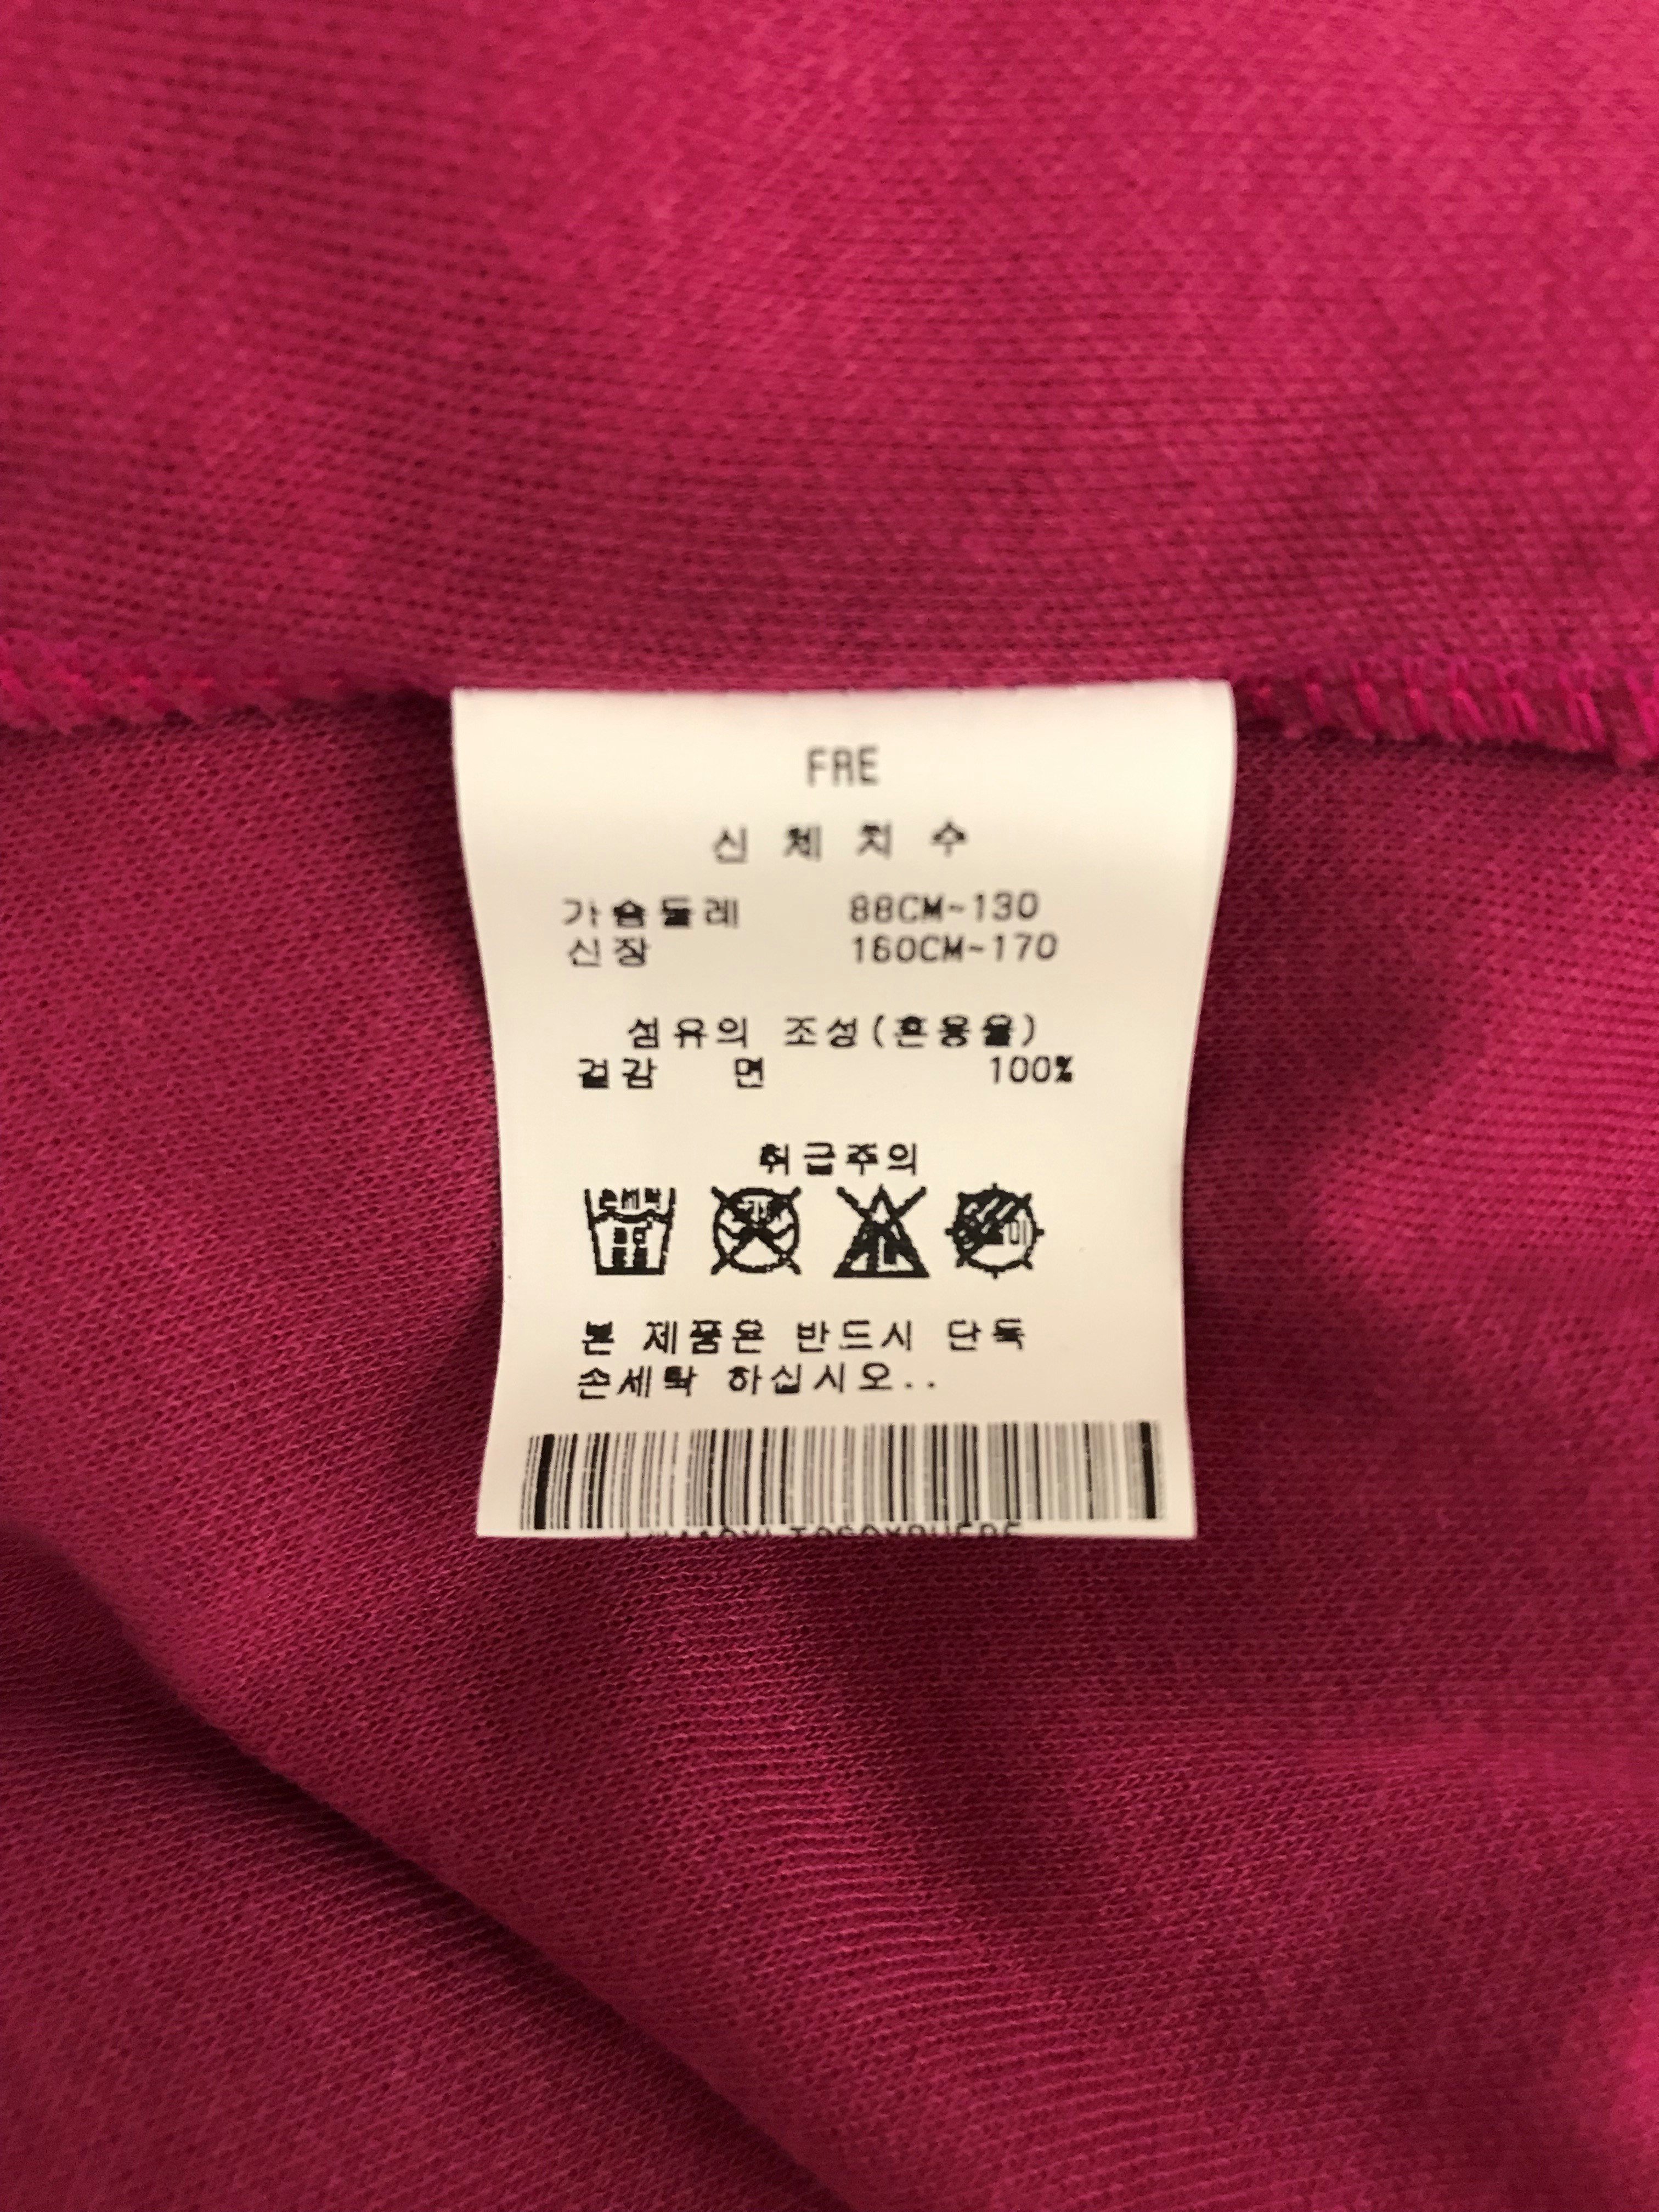 FRE
신 체 치 수
가슴둘레 88CM~130
신장 160CM~170
섬유의 조성(혼용율)
겉감 면 100%
취급주의
본 제품은 반드시 단독
손세탁 하십시오..